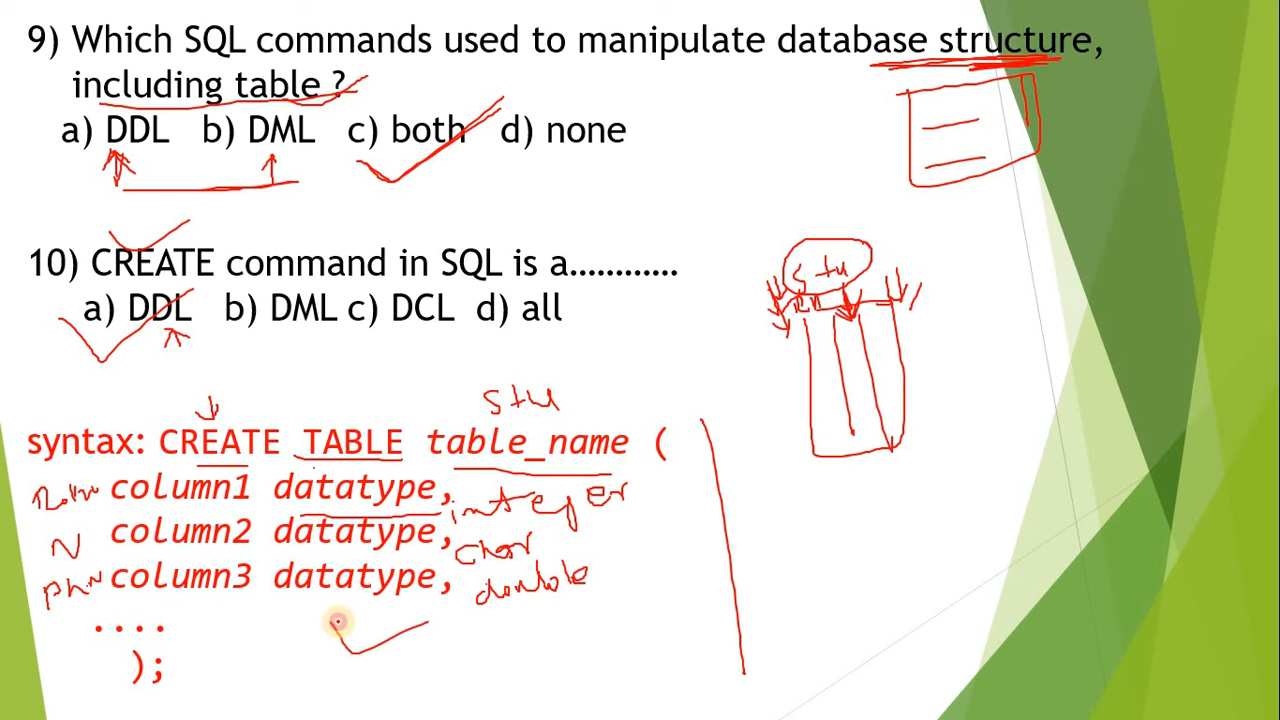 9) Which SQL commands used to manipulate database structure,
including table ?
a) DDL b) DML c) both d) none
10) CREATE command in SQL is a............
a) DDL b) DML c) DCL d) all
stu
stu
syntax: CREATE TABLE table_name (
column1 datatype, integer
N column2 datatype, char
ph.N column3 datatype, double
....
);